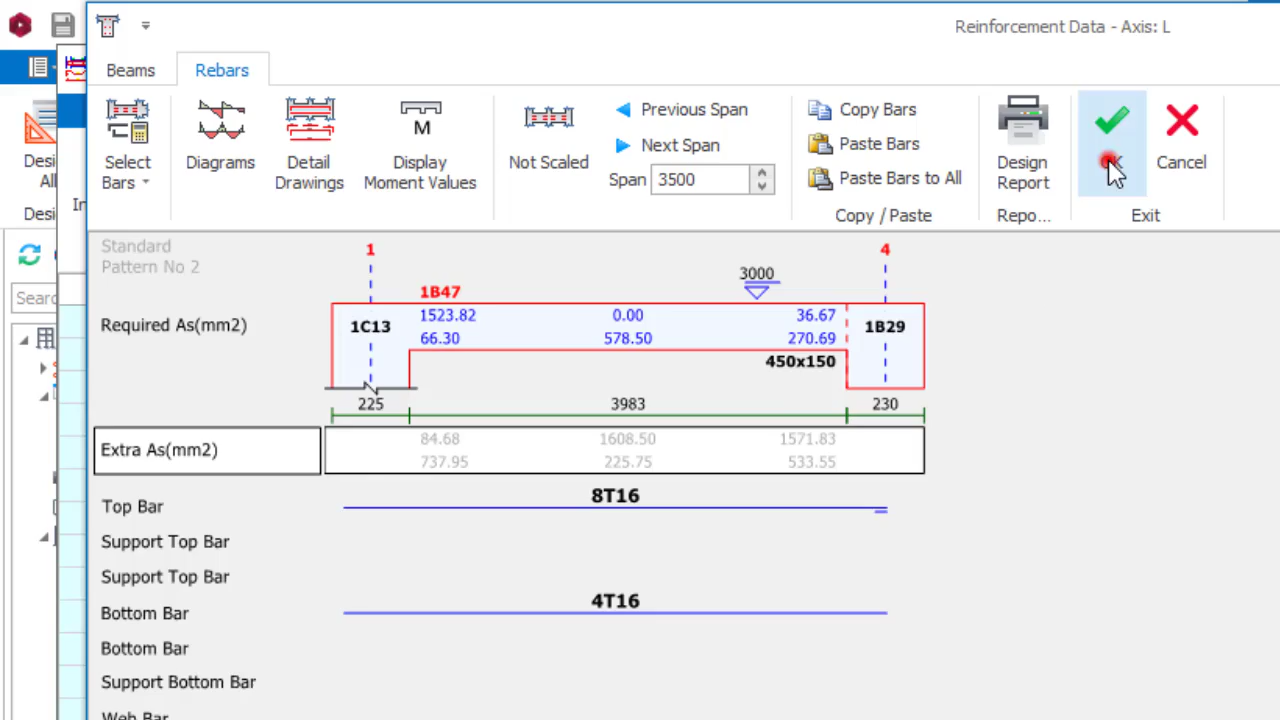 Reinforcement Data - Axis: L
Beams
Rebars
Select
Bars
Diagrams
Detail
Drawings
Display
Moment Values
M
Not Scaled
Previous Span
Next Span
Span 3500
Copy Bars
Paste Bars
Paste Bars to All
Copy / Paste
Design
Report
Repo...
Cancel
Exit
Desi
All
Desi
In
Searc
Standard
Pattern No 2
1
4
3000
1B47
Required As(mm2)
1C13
1523.82 0.00 36.67
66.30 578.50 270.69
1B29
450x150
225 3983 230
Extra As(mm2)
84.68 1608.50 1571.83
737.95 225.75 533.55
8T16
Top Bar
Support Top Bar
Support Top Bar
4T16
Bottom Bar
Bottom Bar
Support Bottom Bar
Web Bar